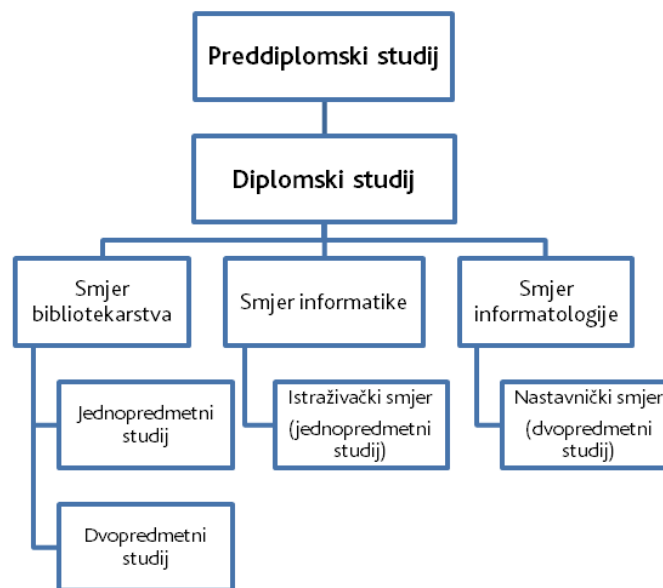 Preddiplomski studij
Diplomski studij
Smjer
bibliotekarstva
Smjer informatike
Smjer
informatologije
Jednopredmetni
studij
Istraživački smjer
(jednopredmetni
studij)
Nastavnički smjer
(dvopredmetni
studij)
Dvopredmetni
studij